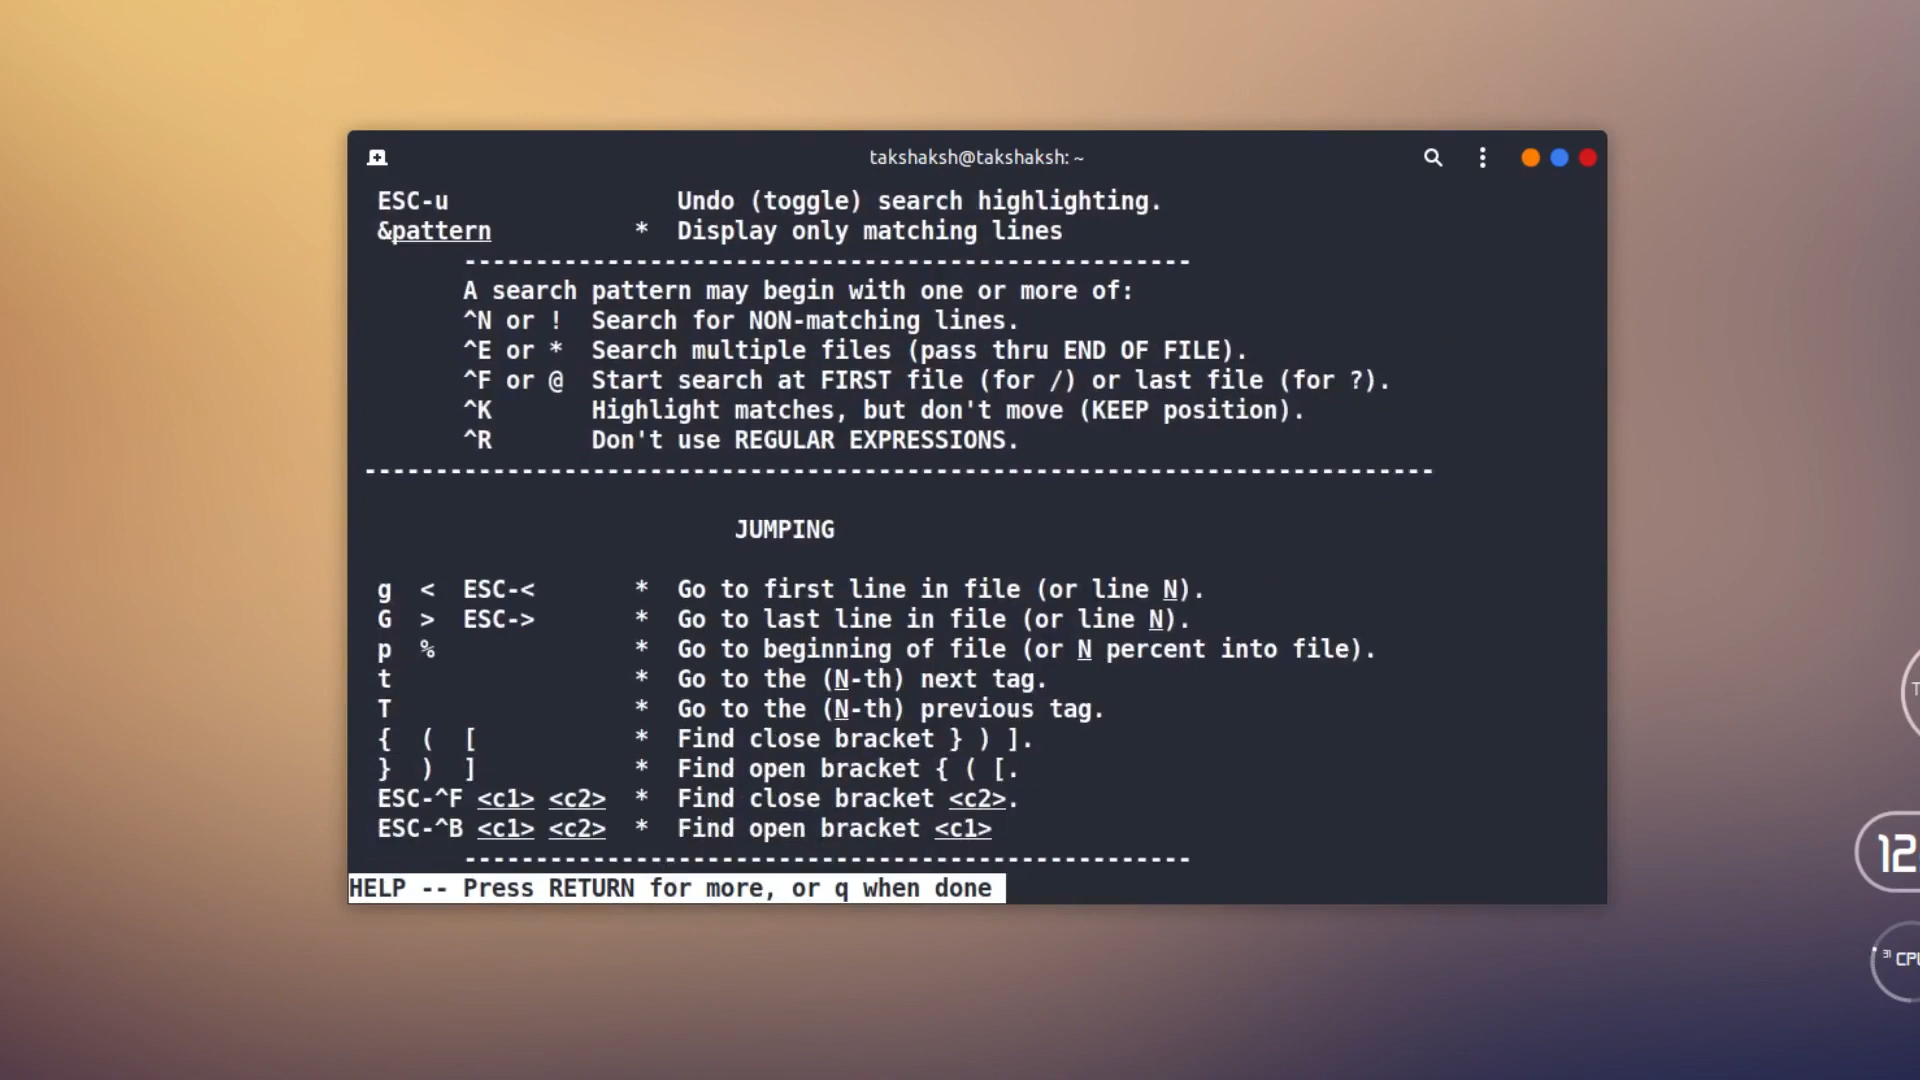 takshaksh@takshaksh: ~
ESC-u                Undo (toggle) search highlighting.
&pattern          *  Display only matching lines
---------------------------------------------------
A search pattern may begin with one or more of:
^N or !  Search for NON-matching lines.
^E or *  Search multiple files (pass thru END OF FILE).
^F or @  Start search at FIRST file (for /) or last file (for ?).
^K       Highlight matches, but don't move (KEEP position).
^R       Don't use REGULAR EXPRESSIONS.
---------------------------------------------------------------------------
JUMPING
g  <  ESC-<       *  Go to first line in file (or line N).
G  >  ESC->       *  Go to last line in file (or line N).
p  %              *  Go to beginning of file (or N percent into file).
t                 *  Go to the (N-th) next tag.
T                 *  Go to the (N-th) previous tag.
{  (  [           *  Find close bracket } ) ].
}  )  ]           *  Find open bracket { ( [.
ESC-^F <c1> <c2>  *  Find close bracket <c2>.
ESC-^B <c1> <c2>  *  Find open bracket <c1>
---------------------------------------------------
HELP -- Press RETURN for more, or q when done
12
31 CPU